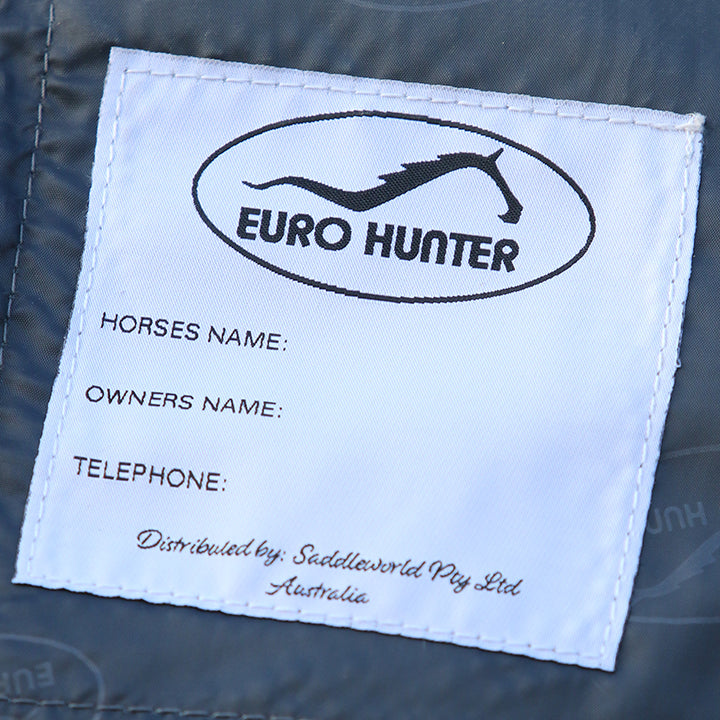 EURO HUNTER
HORSES NAME:
OWNERS NAME:
TELEPHONE:
Distributed by: Saddleworld Pty Ltd
Australia